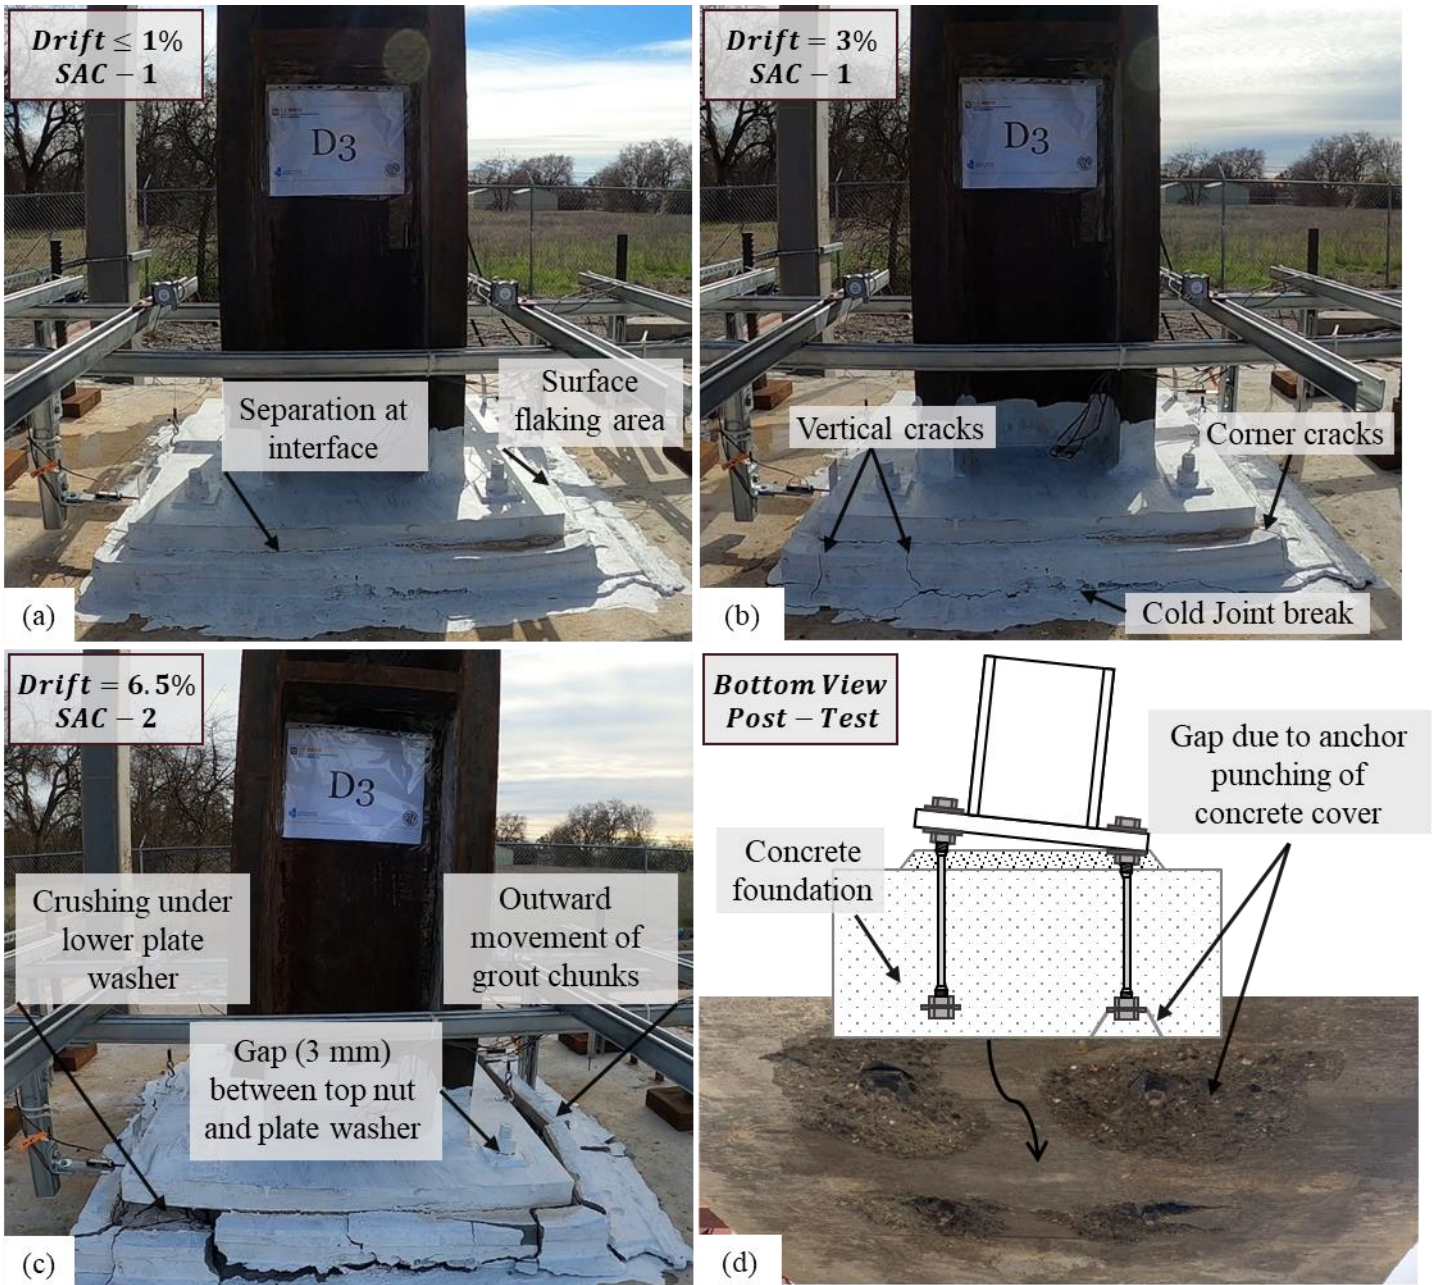 Drift ≤ 1%
SAC − 1
D3
Separation at
interface
Surface
flaking area
(a)
Drift = 3%
SAC − 1
D3
Vertical cracks
Corner cracks
Cold Joint break
(b)
Drift = 6.5%
SAC − 2
D3
Crushing under
lower plate
washer
Outward
movement of
grout chunks
Gap (3 mm)
between top nut
and plate washer
(c)
Bottom View
Post − Test
Gap due to anchor
punching of
concrete cover
Concrete
foundation
(d)